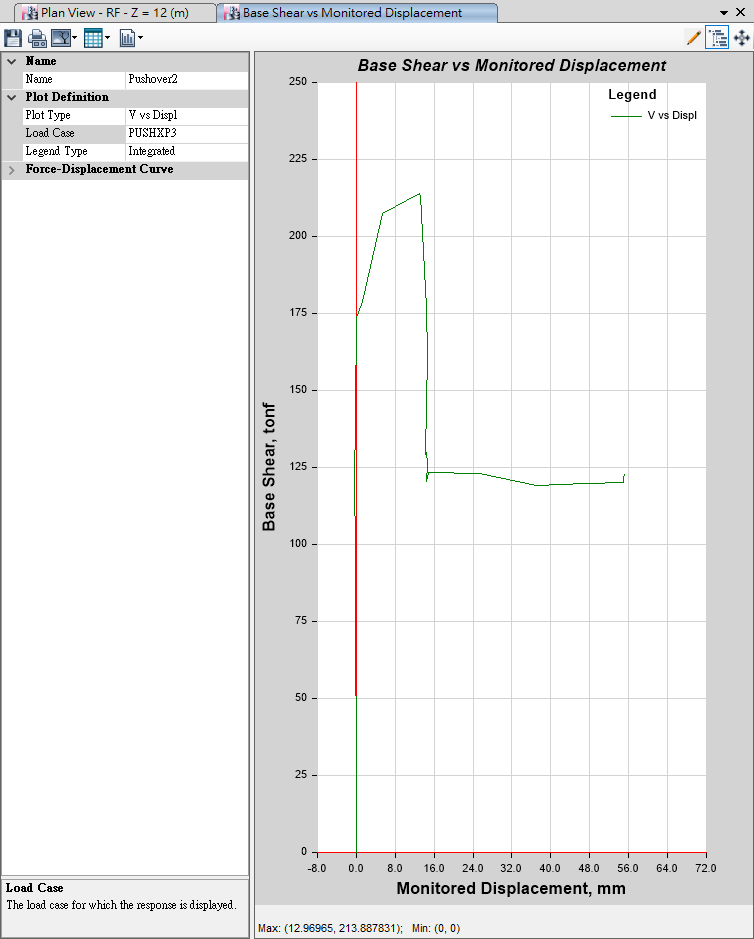 Plan View - RF - Z = 12 (m)
Base Shear vs Monitored Displacement
Name
Name Pushover2
Plot Definition
Plot Type V vs Displ
Load Case PUSHXP3
Legend Type Integrated
Force-Displacement Curve
Load Case
The load case for which the response is displayed.
Base Shear vs Monitored Displacement
Legend
V vs Displ
250
225
200
175
150
125
100
75
50
25
0
Base Shear, tonf
-8.0 0.0 8.0 16.0 24.0 32.0 40.0 48.0 56.0 64.0 72.0
Monitored Displacement, mm
Max: (12.96965, 213.887831); Min: (0, 0)